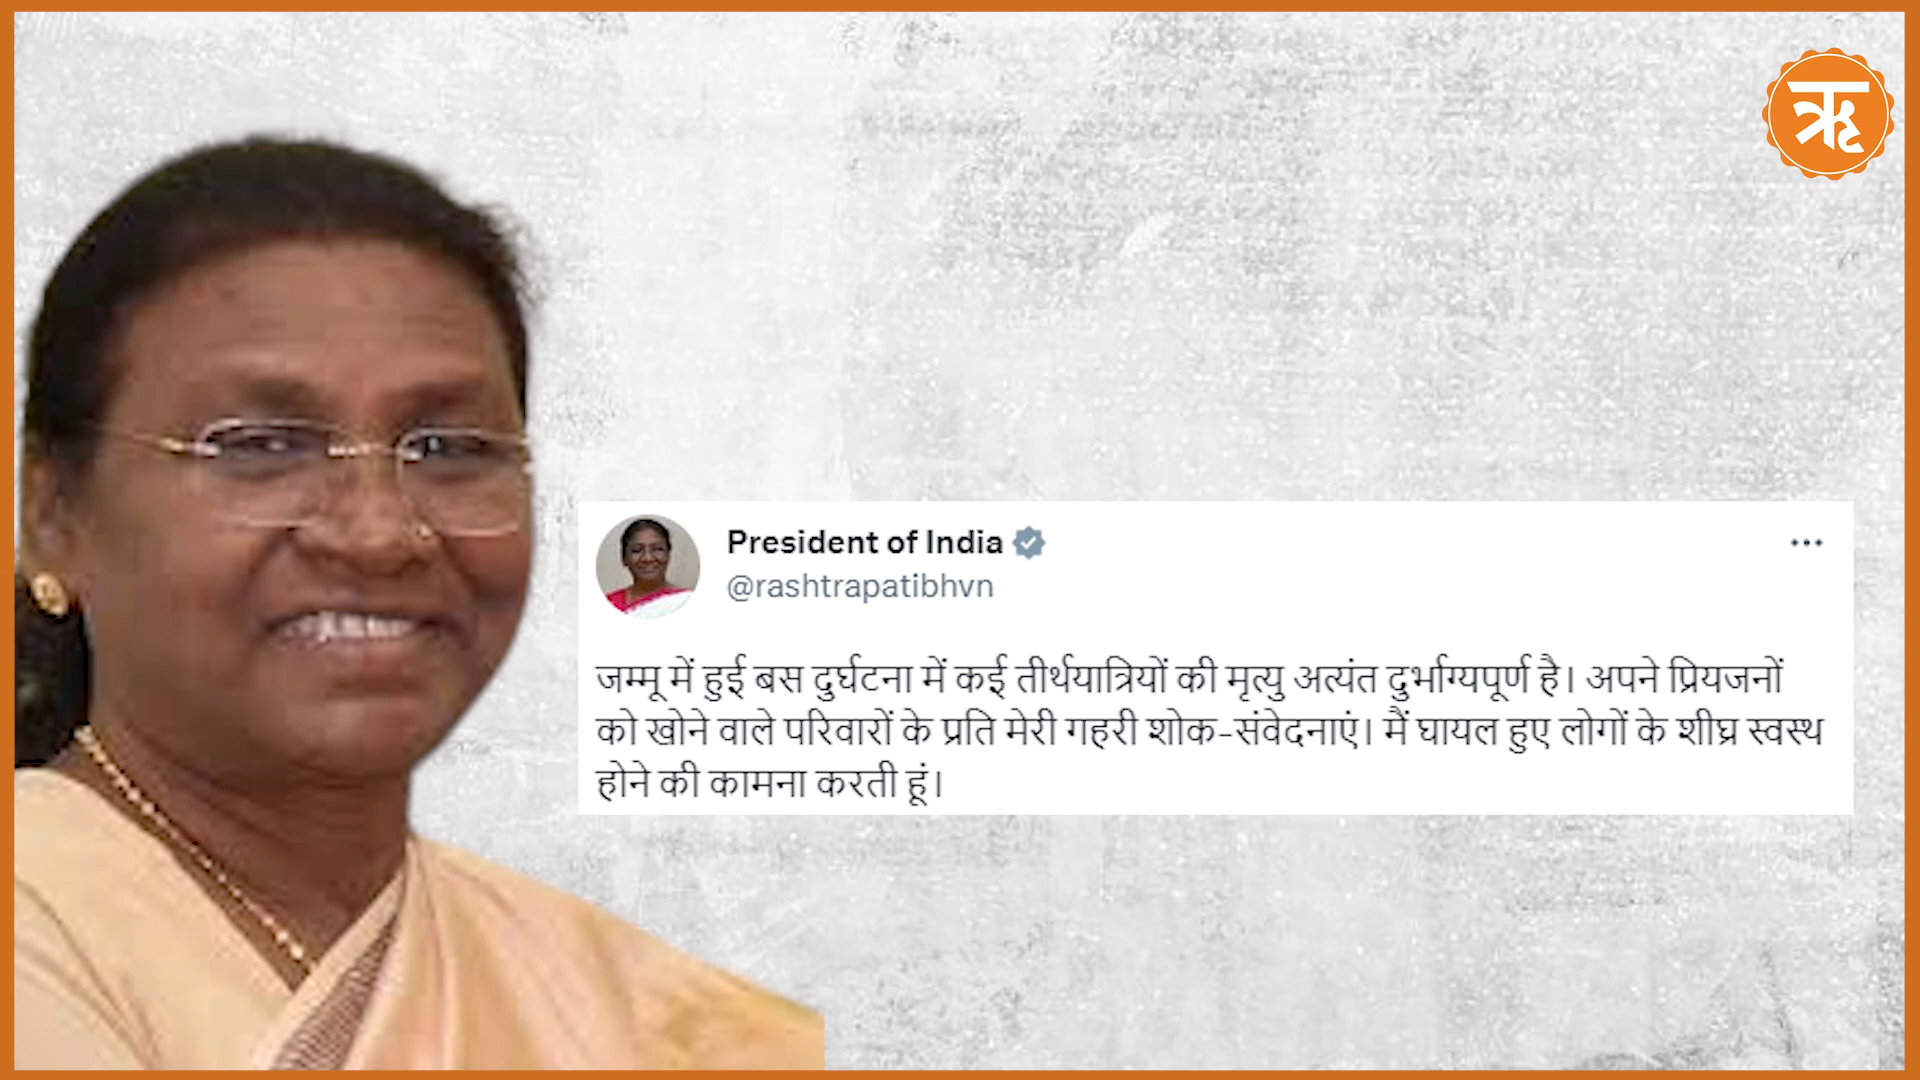 ऋ
President of India
@rashtrapatibhvn
जम्मू में हुई बस दुर्घटना में कई तीर्थयात्रियों की मृत्यु अत्यंत दुर्भाग्यपूर्ण है। अपने प्रियजनों
को खोने वाले परिवारों के प्रति मेरी गहरी शोक-संवेदनाएं। मैं घायल हुए लोगों के शीघ्र स्वस्थ
होने की कामना करती हूं।